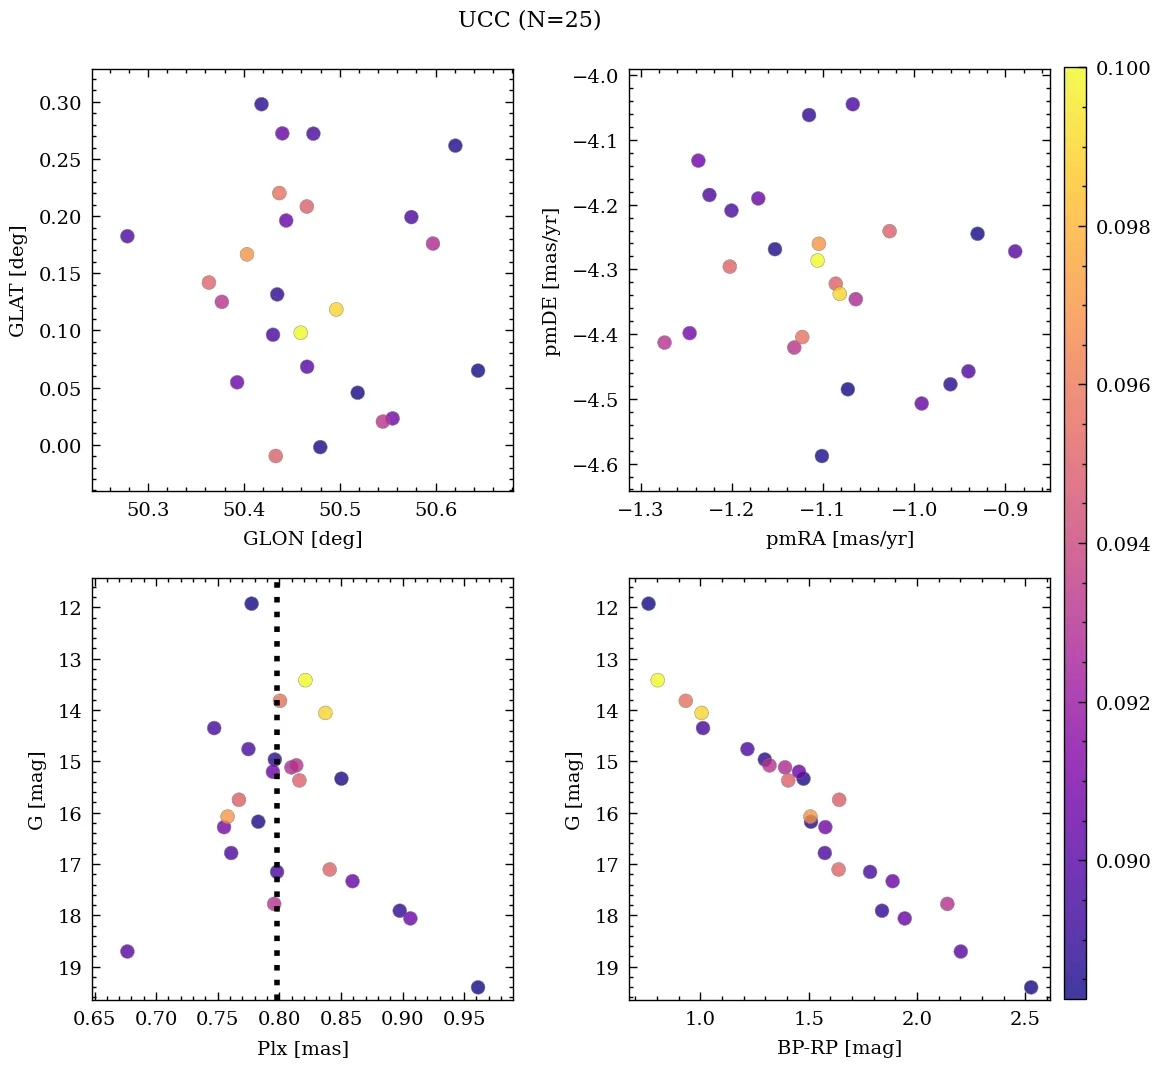 UCC (N=25)
0.30
0.25
0.20
0.15
0.10
0.05
0.00
GLAT [deg]
50.3 50.4 50.5 50.6
GLON [deg]
−4.0
−4.1
−4.2
−4.3
−4.4
−4.5
−4.6
pmDE [mas/yr]
−1.3 −1.2 −1.1 −1.0 −0.9
pmRA [mas/yr]
12
13
14
15
16
17
18
19
G [mag]
0.65 0.70 0.75 0.80 0.85 0.90 0.95
Plx [mas]
12
13
14
15
16
17
18
19
G [mag]
1.0 1.5 2.0 2.5
BP-RP [mag]
0.100
0.098
0.096
0.094
0.092
0.090